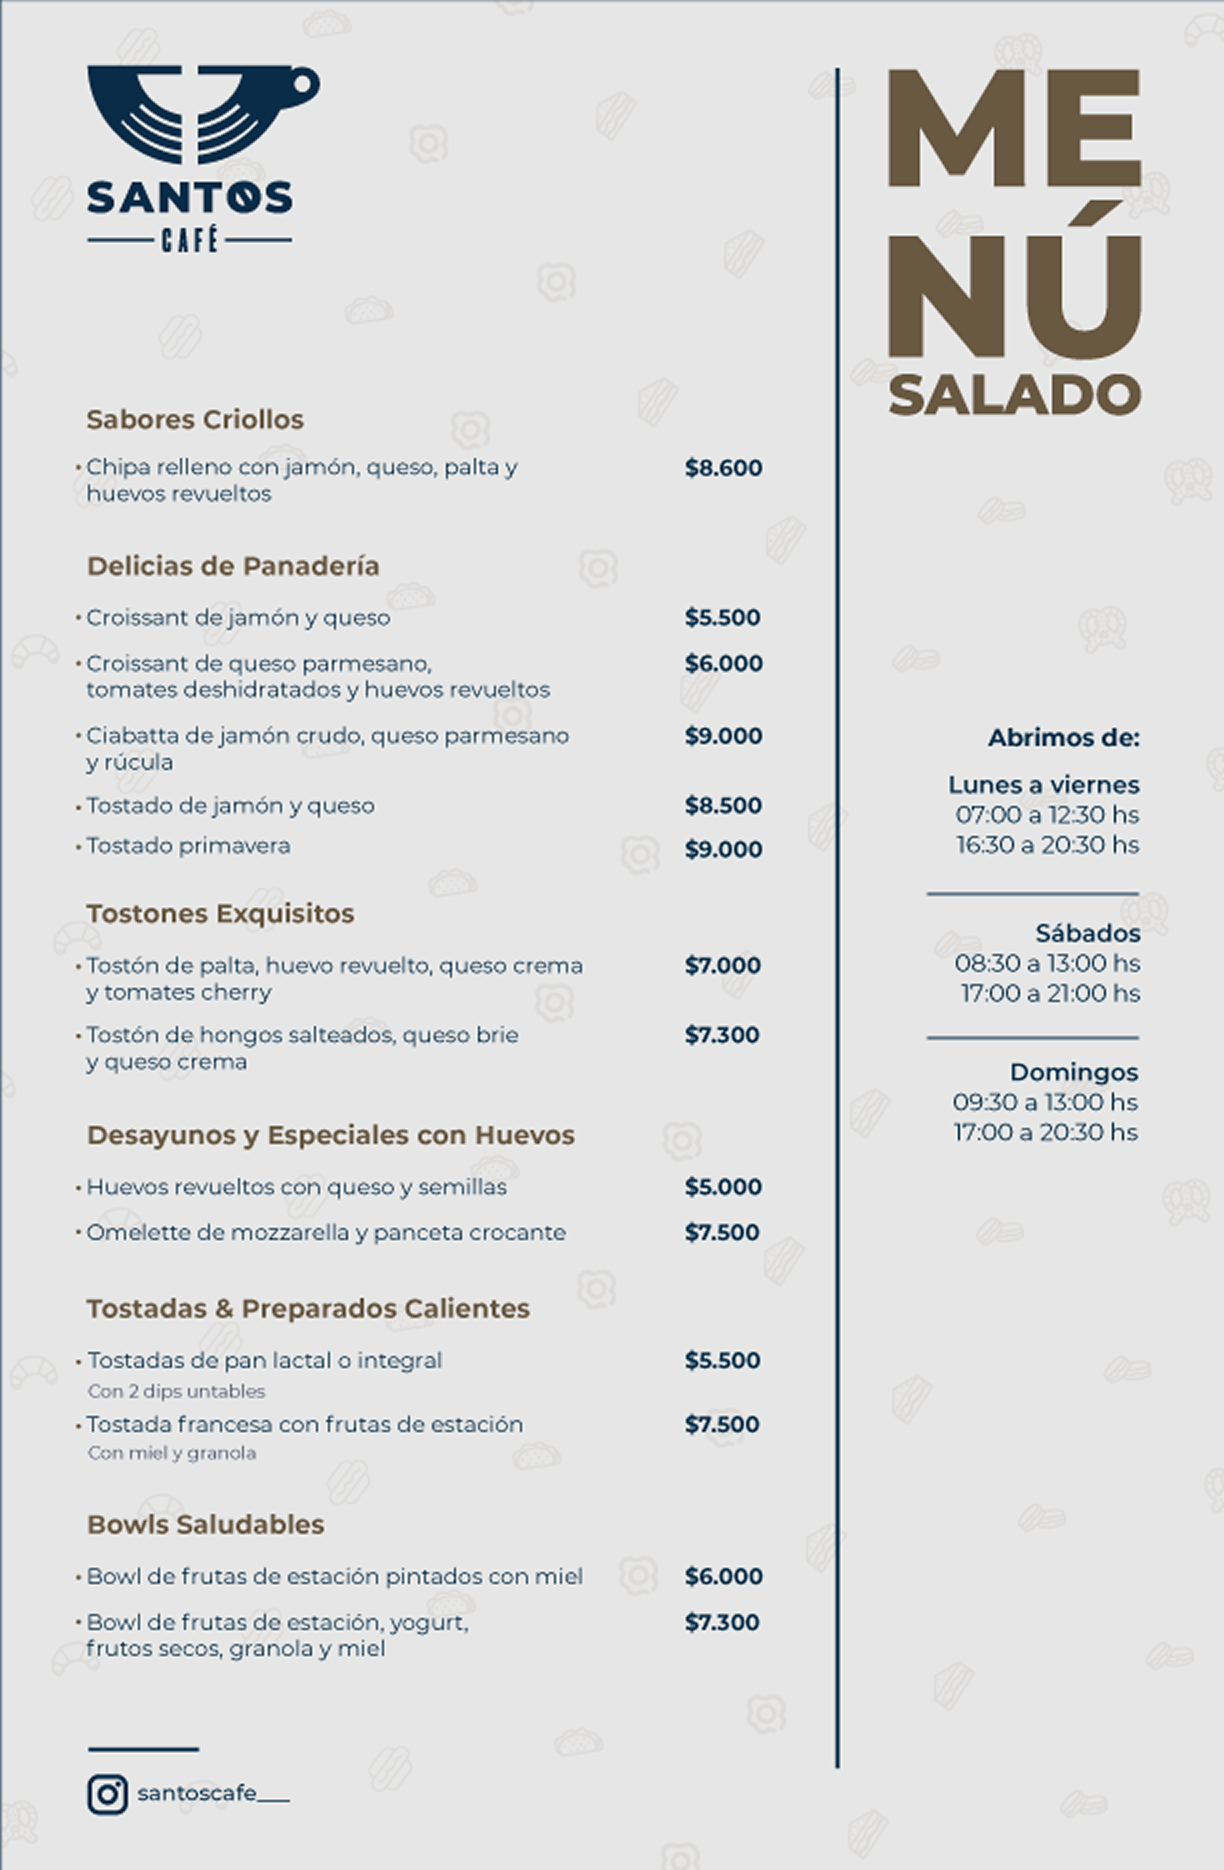 SANTOS
CAFÉ
ME
NÚ
SALADO
Sabores Criollos
• Chipa relleno con jamón, queso, palta y $8.600
huevos revueltos
Delicias de Panadería
• Croissant de jamón y queso $5.500
• Croissant de queso parmesano, $6.000
tomates deshidratados y huevos revueltos
• Ciabatta de jamón crudo, queso parmesano $9.000
y rúcula
• Tostado de jamón y queso $8.500
• Tostado primavera $9.000
Tostones Exquisitos
• Tostón de palta, huevo revuelto, queso crema $7.000
y tomates cherry
• Tostón de hongos salteados, queso brie $7.300
y queso crema
Desayunos y Especiales con Huevos
• Huevos revueltos con queso y semillas $5.000
• Omelette de mozzarella y panceta crocante $7.500
Tostadas & Preparados Calientes
• Tostadas de pan lactal o integral $5.500
Con 2 dips untables
• Tostada francesa con frutas de estación $7.500
Con miel y granola
Bowls Saludables
• Bowl de frutas de estación pintados con miel $6.000
• Bowl de frutas de estación, yogurt, $7.300
frutos secos, granola y miel
santoscafe___
Abrimos de:
Lunes a viernes
07:00 a 12:30 hs
16:30 a 20:30 hs
Sábados
08:30 a 13:00 hs
17:00 a 21:00 hs
Domingos
09:30 a 13:00 hs
17:00 a 20:30 hs